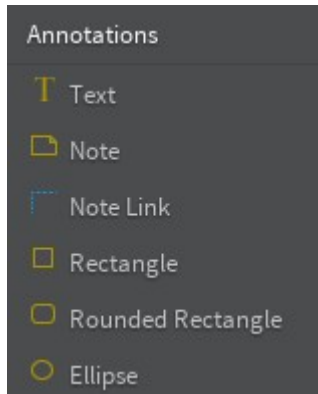 Annotations
T Text
Note
Note Link
Rectangle
Rounded Rectangle
Ellipse